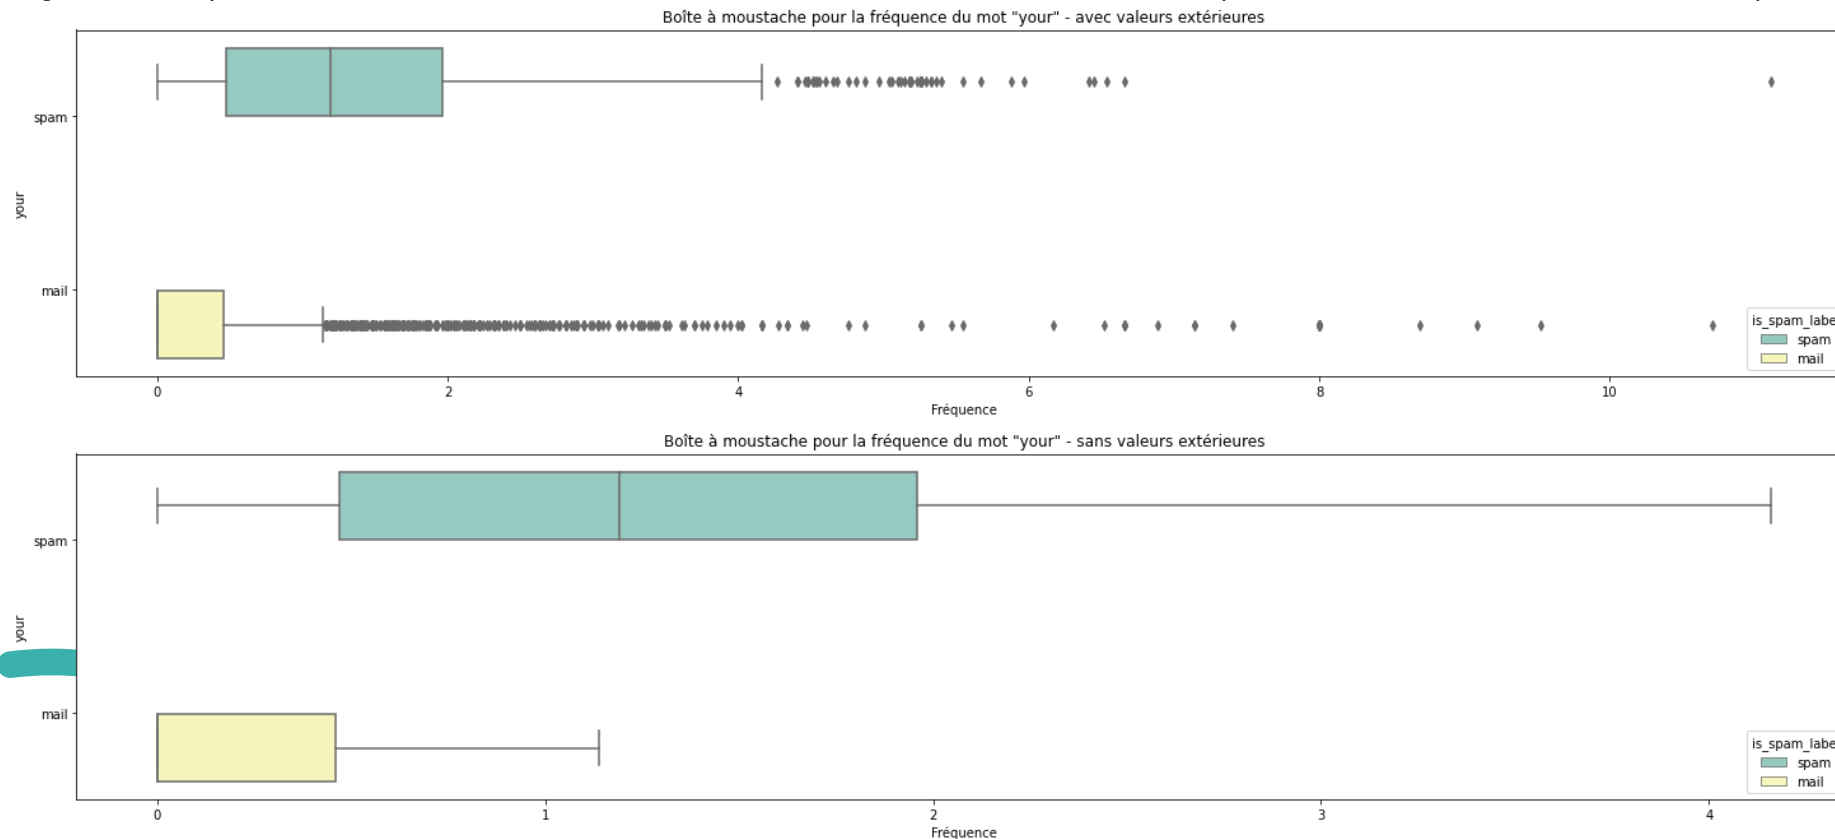 Boîte à moustache pour la fréquence du mot "your" - avec valeurs extérieures
spam
your
mail
is_spam_labe
spam
mail
0 2 4 6 8 10
Fréquence
Boîte à moustache pour la fréquence du mot "your" - sans valeurs extérieures
spam
your
mail
is_spam_labe
spam
mail
0 1 2 3 4
Fréquence